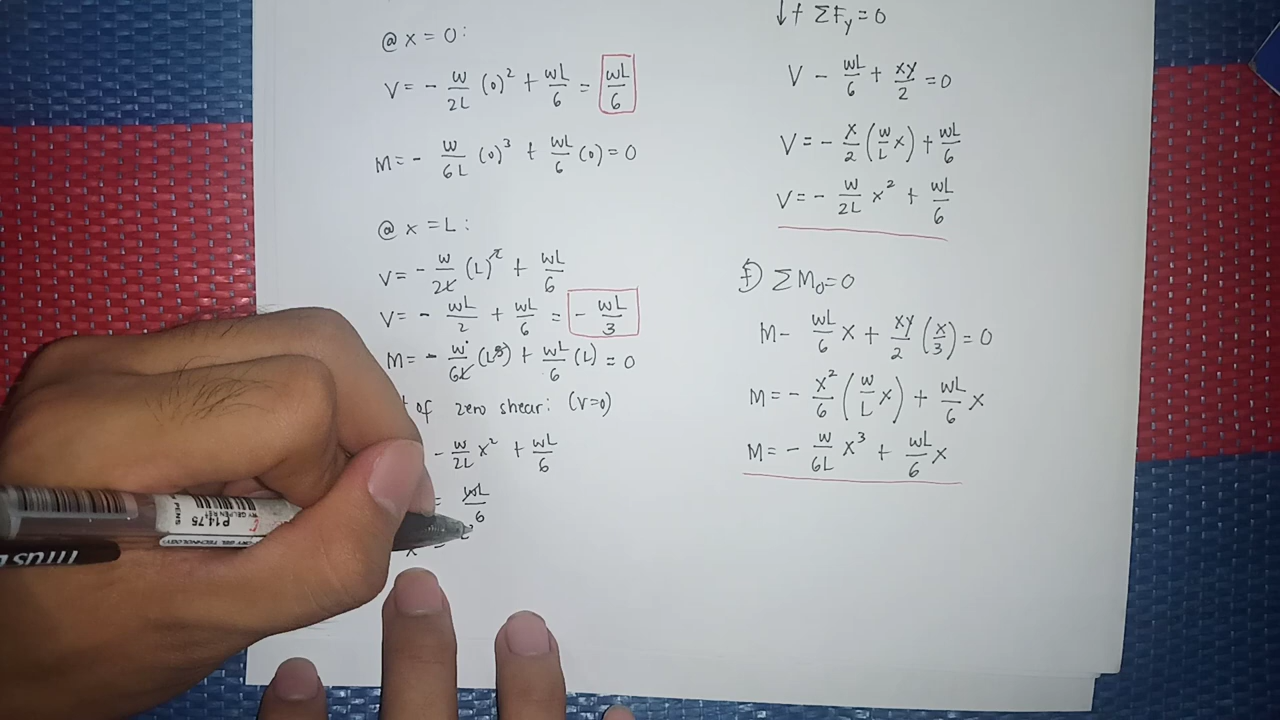 @ x = 0:
V = - w/2L (0)² + wL/6 = wL/6
M = - w/6L (0)³ + wL/6 (0) = 0
@ x = L:
V = - w/2L (L)² + wL/6
V = - wL/2 + wL/6 = - wL/3
M = - w/6L (L³) + wL/6 (L) = 0
of zero shear: (V=0)
- w/2L x² + wL/6
= wL/6
x =
↓+ ΣFy = 0
V - wL/6 + xy/2 = 0
V = - x/2 (w/L x) + wL/6
V = - w/2L x² + wL/6
ΣM₀ = 0
M - wL/6 x + xy/2 (x/3) = 0
M = - x²/6 (w/L x) + wL/6 x
M = - w/6L x³ + wL/6 x
₱14.75